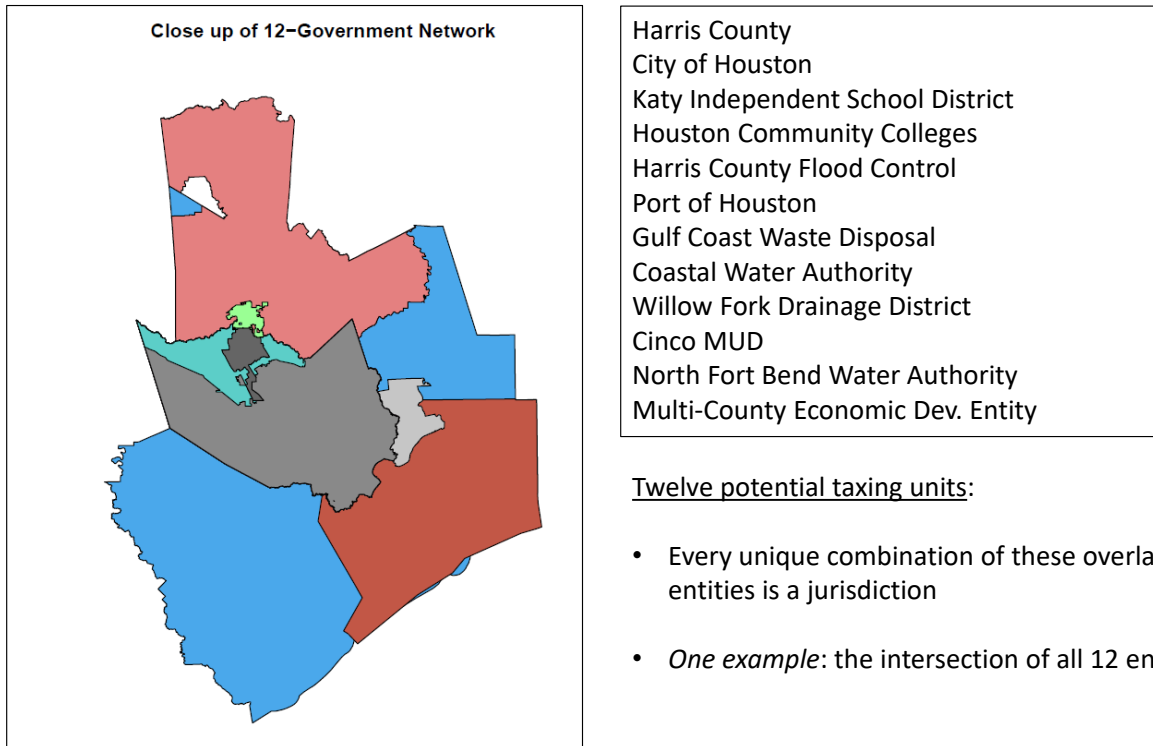 Close up of 12−Government Network
Harris County
City of Houston
Katy Independent School District
Houston Community Colleges
Harris County Flood Control
Port of Houston
Gulf Coast Waste Disposal
Coastal Water Authority
Willow Fork Drainage District
Cinco MUD
North Fort Bend Water Authority
Multi-County Economic Dev. Entity
Twelve potential taxing units:
• Every unique combination of these overla
entities is a jurisdiction
• One example: the intersection of all 12 en